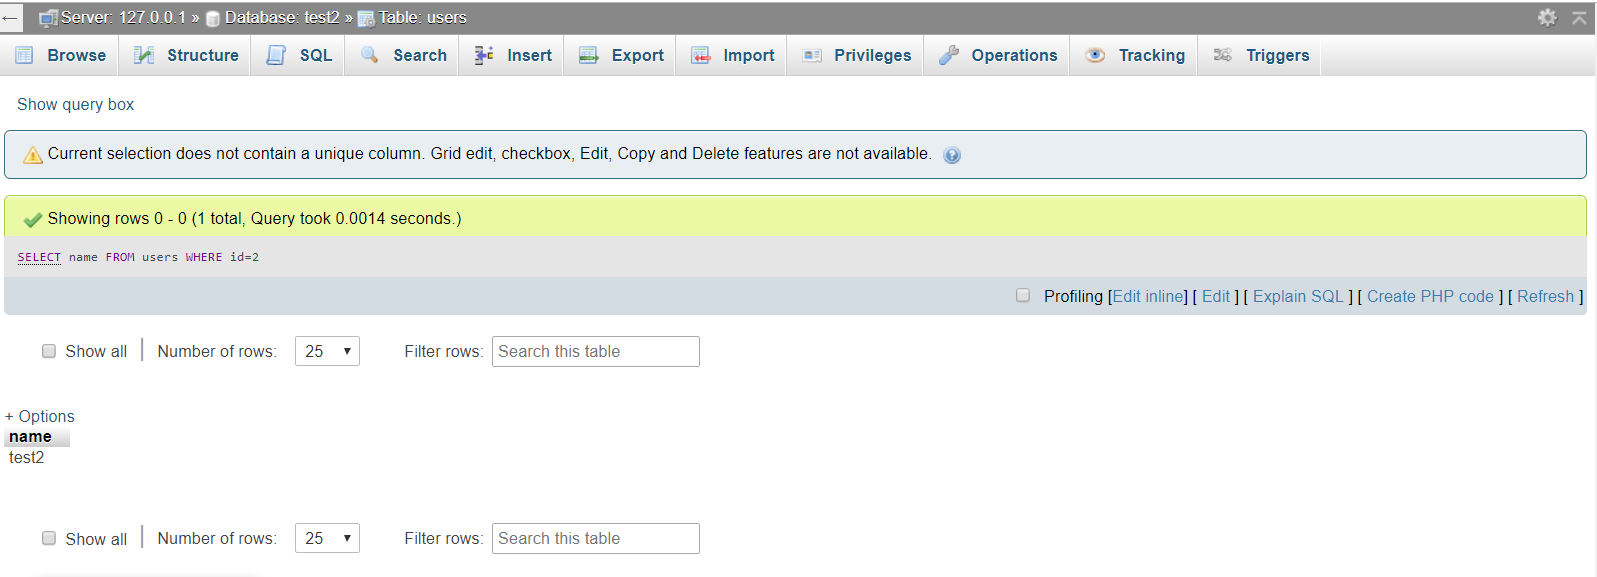 ← Server: 127.0.0.1 » Database: test2 » Table: users
Browse Structure SQL Search Insert Export Import Privileges Operations Tracking Triggers
Show query box
Current selection does not contain a unique column. Grid edit, checkbox, Edit, Copy and Delete features are not available.
Showing rows 0 - 0 (1 total, Query took 0.0014 seconds.)
SELECT name FROM users WHERE id=2
Profiling [Edit inline] [ Edit ] [ Explain SQL ] [ Create PHP code ] [ Refresh ]
Show all | Number of rows: 25 Filter rows: Search this table
+ Options
name
test2
Show all | Number of rows: 25 Filter rows: Search this table